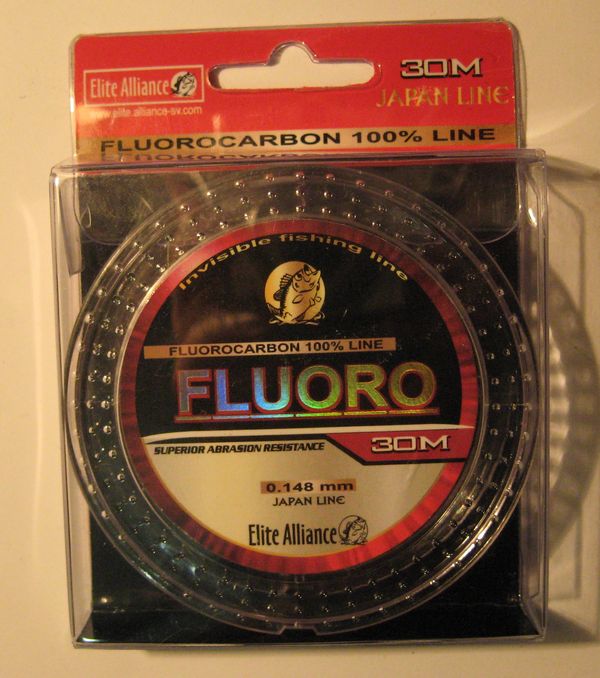 Elite Alliance
www.elite.alliance-sv.com
30M
JAPAN LINE
FLUOROCARBON 100% LINE
Invisible fishing line
FLUOROCARBON 100% LINE
FLUORO
SUPERIOR ABRASION RESISTANCE
30M
0.148 mm
JAPAN LINE
Elite Alliance